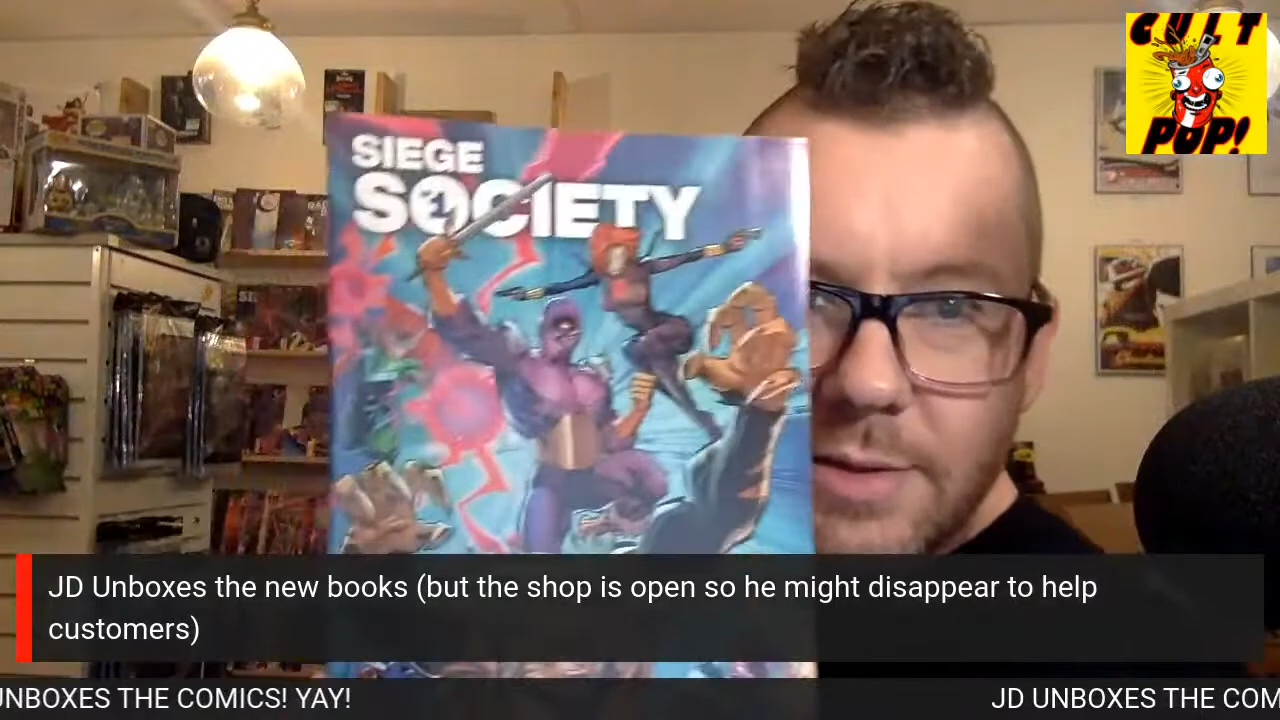 CULT
POP!
SIEGE
SOCIETY
JD Unboxes the new books (but the shop is open so he might disappear to help
customers)
UNBOXES THE COMICS! YAY! JD UNBOXES THE COM